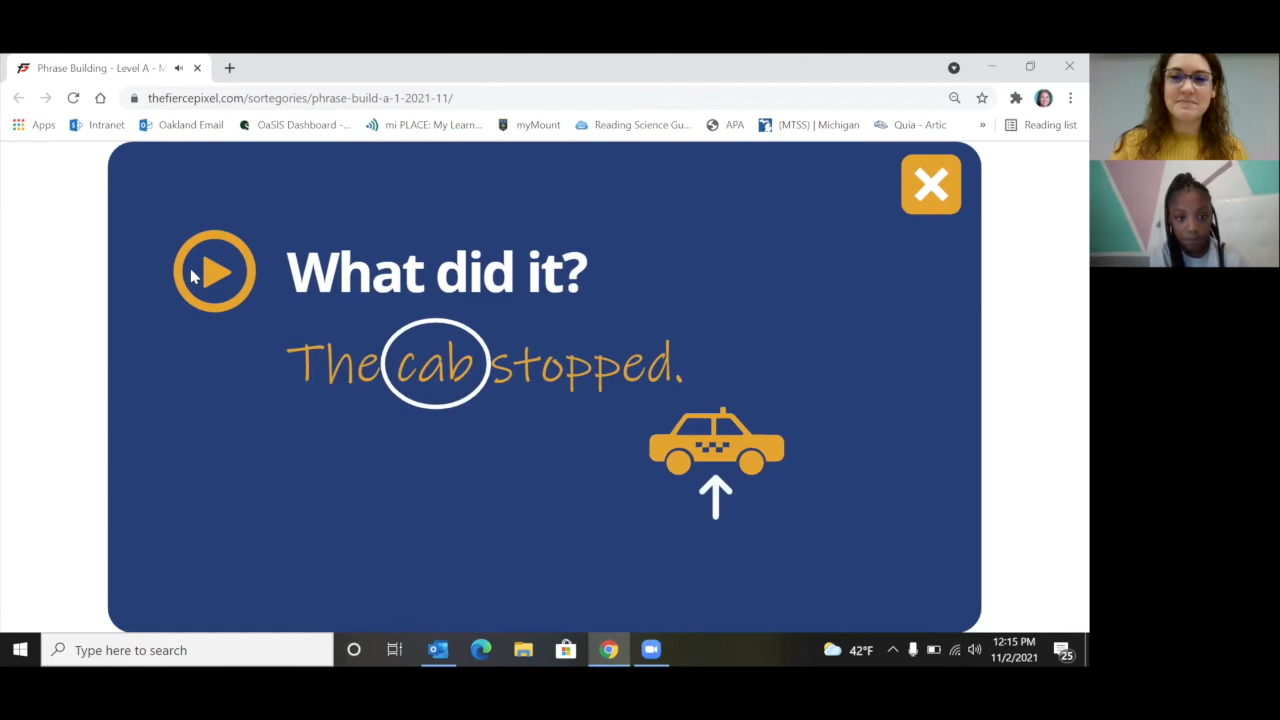 Phrase Building - Level A - M
thefiercepixel.com/sortegories/phrase-build-a-1-2021-11/
Apps Intranet Oakland Email OaSIS Dashboard -... mi PLACE: My Learn... myMount Reading Science Gu... APA (MTSS) | Michigan Quia - Artic » Reading list
What did it?
The cab stopped.
Type here to search
42°F
12:15 PM
11/2/2021
25